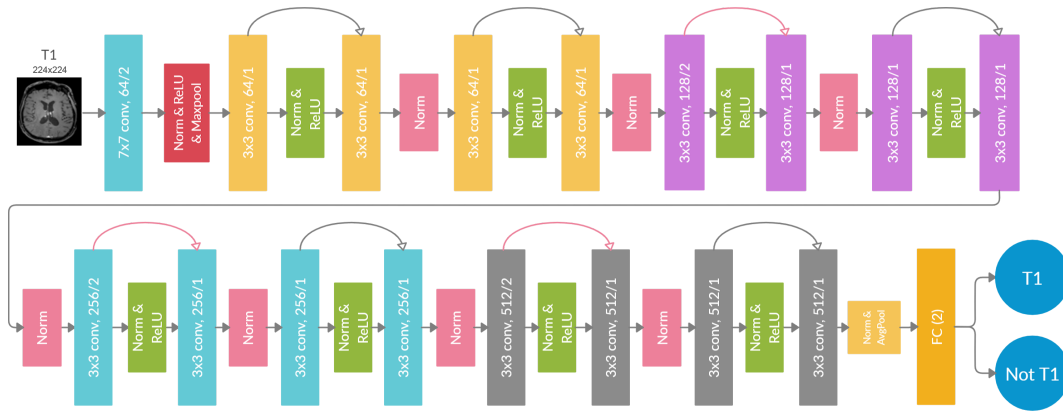 T1
224x224
7x7 conv, 64/2
Norm & ReLU
& Maxpool
3x3 conv, 64/1
Norm &
ReLU
3x3 conv, 64/1
Norm
3x3 conv, 64/1
Norm &
ReLU
3x3 conv, 64/1
Norm
3x3 conv, 128/2
Norm &
ReLU
3x3 conv, 128/1
Norm
3x3 conv, 128/1
Norm &
ReLU
3x3 conv, 128/1
Norm
3x3 conv, 256/2
Norm &
ReLU
3x3 conv, 256/1
Norm
3x3 conv, 256/1
Norm &
ReLU
3x3 conv, 256/1
Norm
3x3 conv, 512/2
Norm &
ReLU
3x3 conv, 512/1
Norm
3x3 conv, 512/1
Norm &
ReLU
3x3 conv, 512/1
Norm &
AvgPool
FC (2)
T1
Not T1